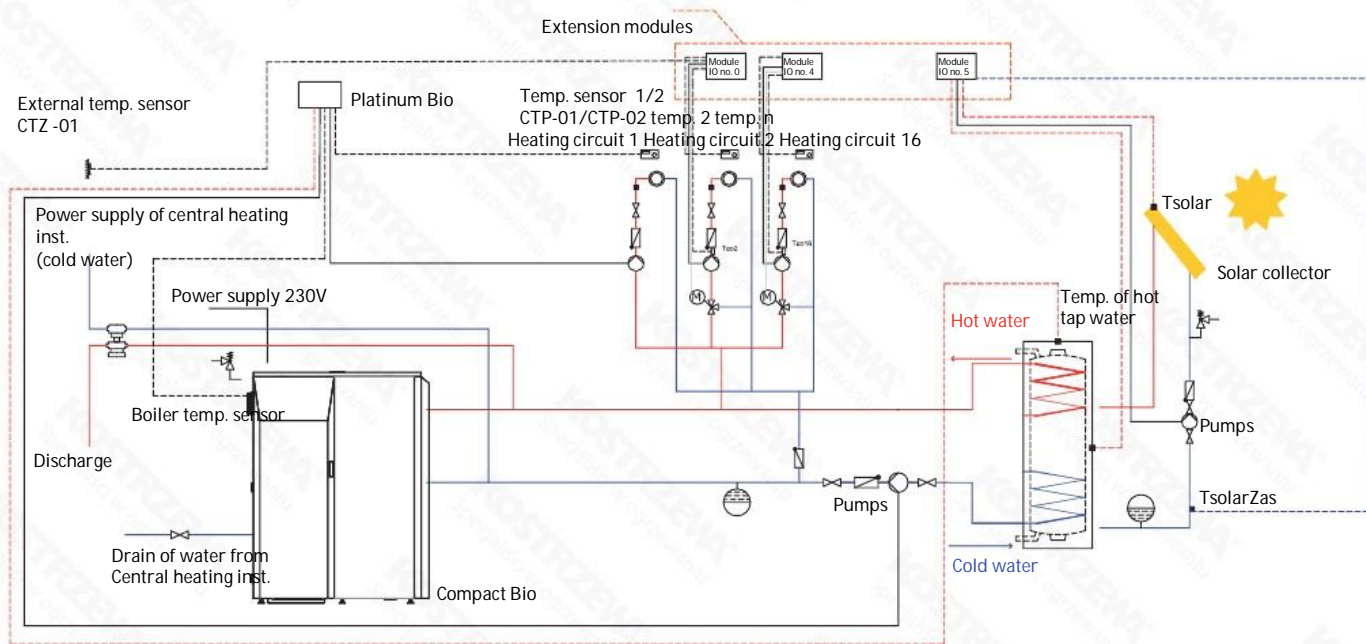 Extension modules
Module
IO no. 0
Module
IO no. 4
Module
IO no. 5
External temp. sensor
CTZ -01
Platinum Bio
Temp. sensor 1/2
CTP-01/CTP-02 temp. 2 temp. n
Heating circuit 1 Heating circuit 2 Heating circuit 16
Power supply of central heating
inst.
(cold water)
Power supply 230V
Tco2
Tco16
M
M
Tsolar
Solar collector
Temp. of hot
tap water
Hot water
Boiler temp. sensor
Discharge
Pumps
Pumps
TsolarZas
Drain of water from
Central heating inst.
Compact Bio
Cold water
KOSTRZEWA